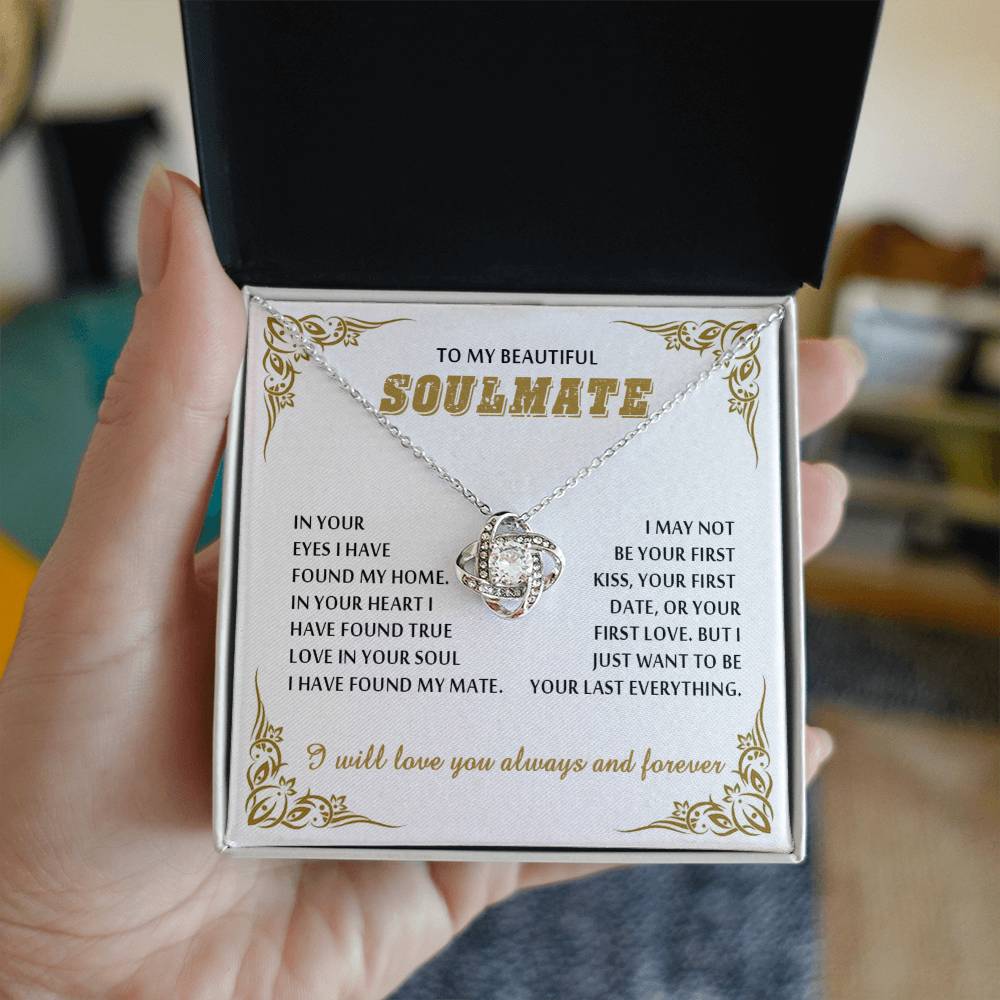 TO MY BEAUTIFUL
SOULMATE
IN YOUR
EYES I HAVE
FOUND MY HOME.
IN YOUR HEART I
HAVE FOUND TRUE
LOVE IN YOUR SOUL
I HAVE FOUND MY MATE.
I MAY NOT
BE YOUR FIRST
KISS, YOUR FIRST
DATE, OR YOUR
FIRST LOVE. BUT I
JUST WANT TO BE
YOUR LAST EVERYTHING.
I will love you always and forever